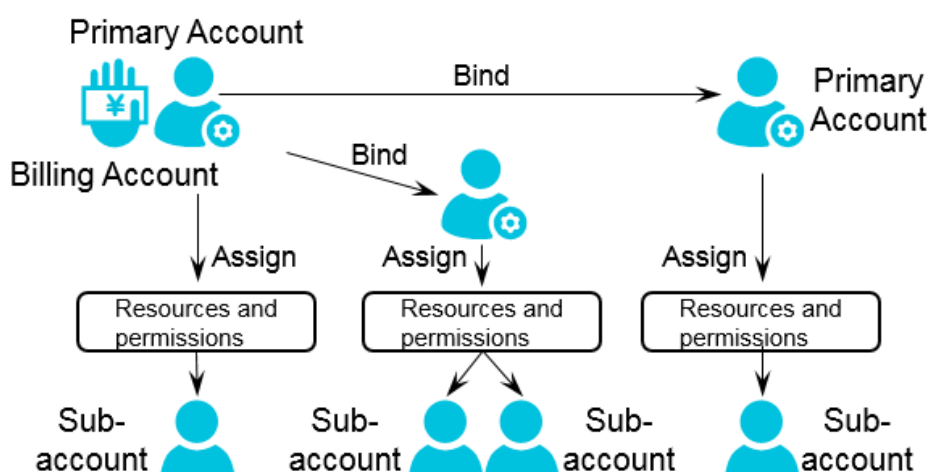 Primary Account
Bind
Primary
Account
¥
Bind
Billing Account
Assign
Assign
Assign
Resources and
permissions
Resources and
permissions
Resources and
permissions
Sub-
account
Sub-
account
Sub-
account
Sub-
account